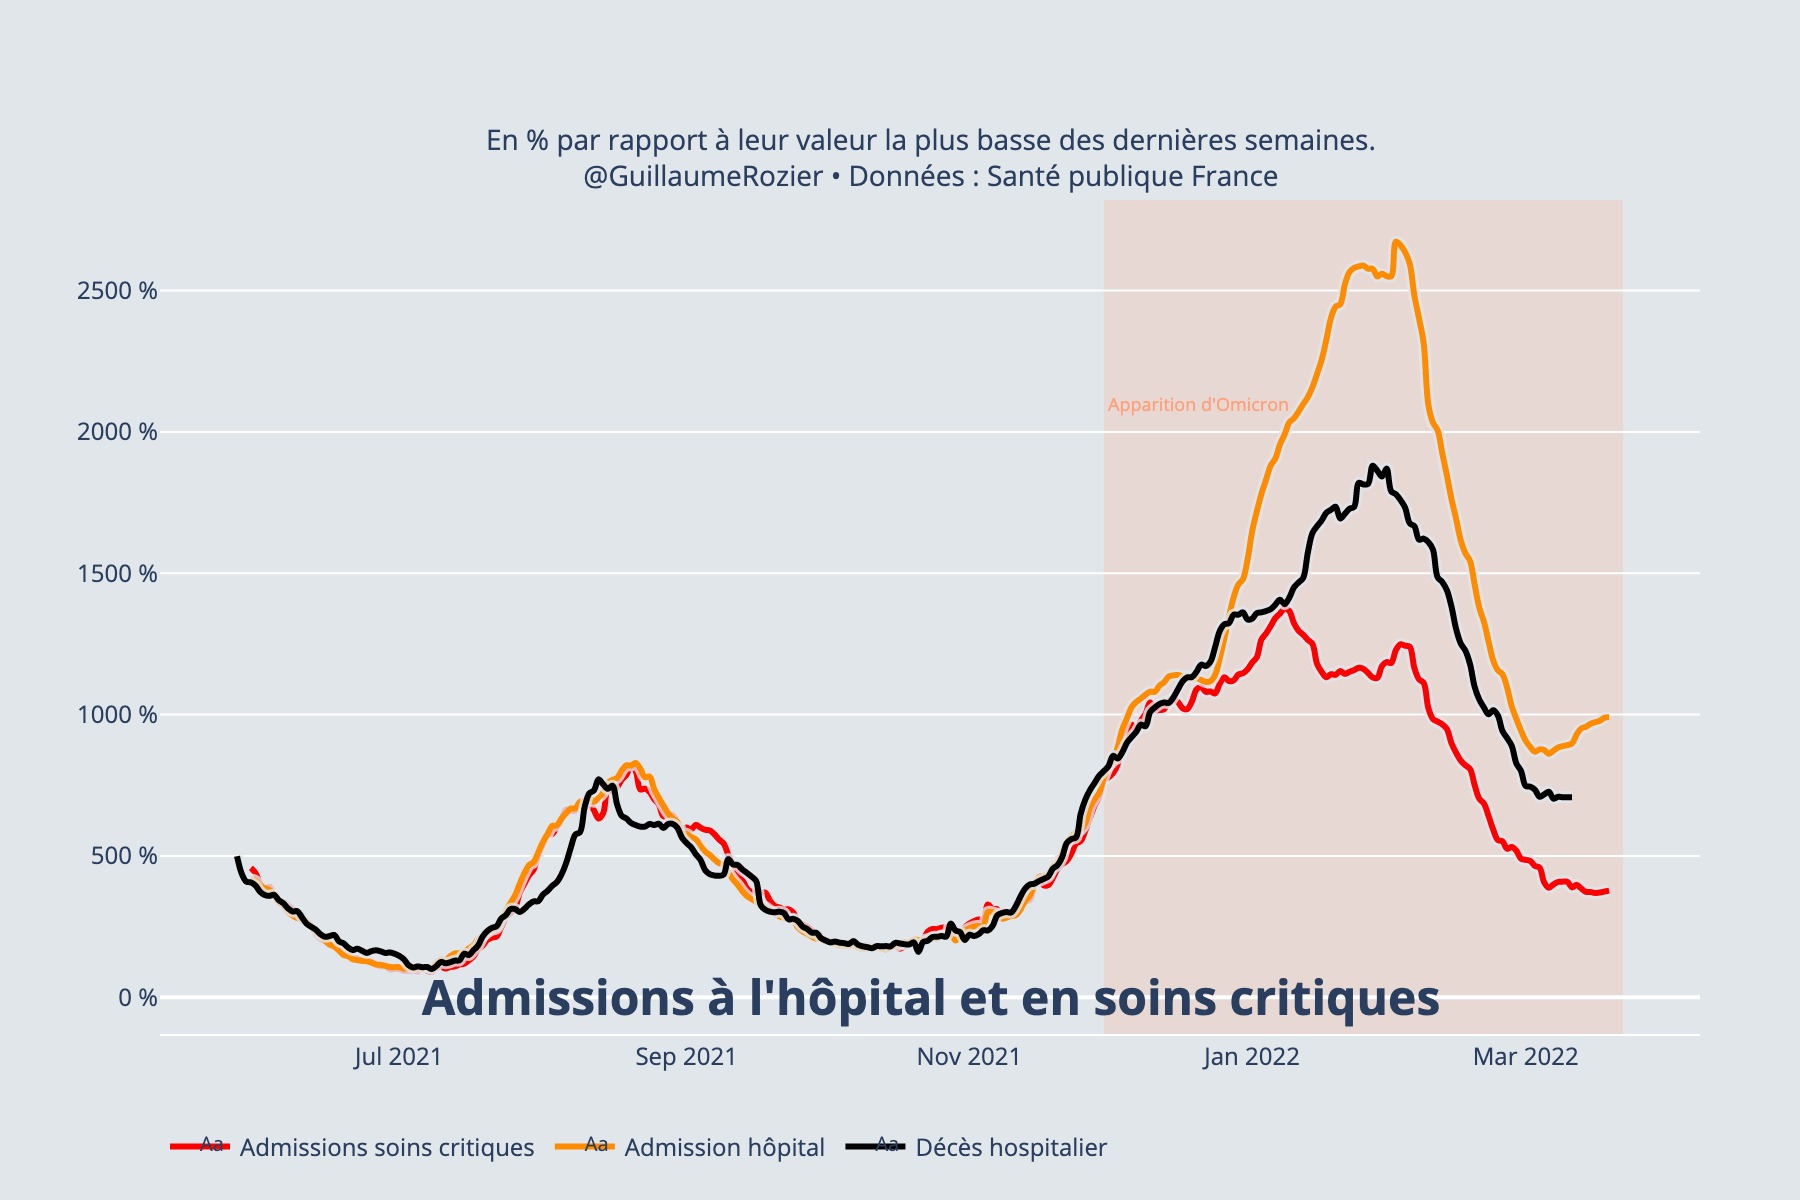 En % par rapport à leur valeur la plus basse des dernières semaines.
@GuillaumeRozier • Données : Santé publique France
2500 %
Apparition d'Omicron
2000 %
1500 %
1000 %
500 %
0 %
Admissions à l'hôpital et en soins critiques
Jul 2021 Sep 2021 Nov 2021 Jan 2022 Mar 2022
Aa Admissions soins critiques Aa Admission hôpital Aa Décès hospitalier